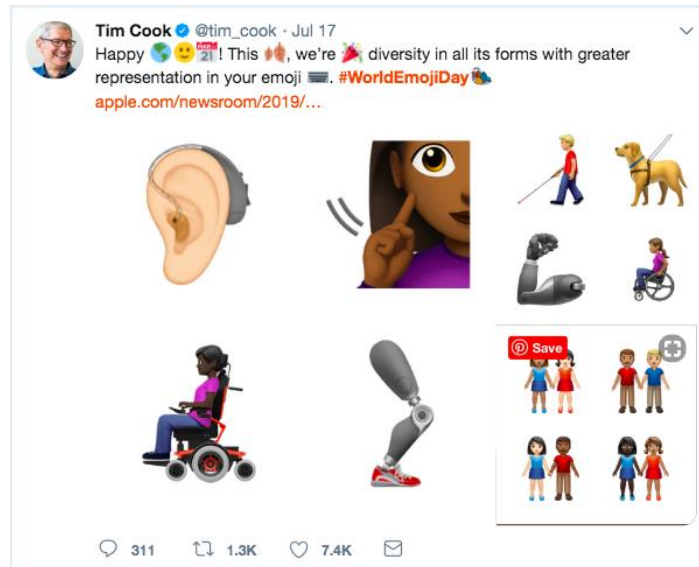 Tim Cook @tim_cook · Jul 17
Happy 🌎🙂📅! This 🍂, we're 🎉 diversity in all its forms with greater
representation in your emoji ⌨️. #WorldEmojiDay
apple.com/newsroom/2019/…
Save
311 1.3K 7.4K